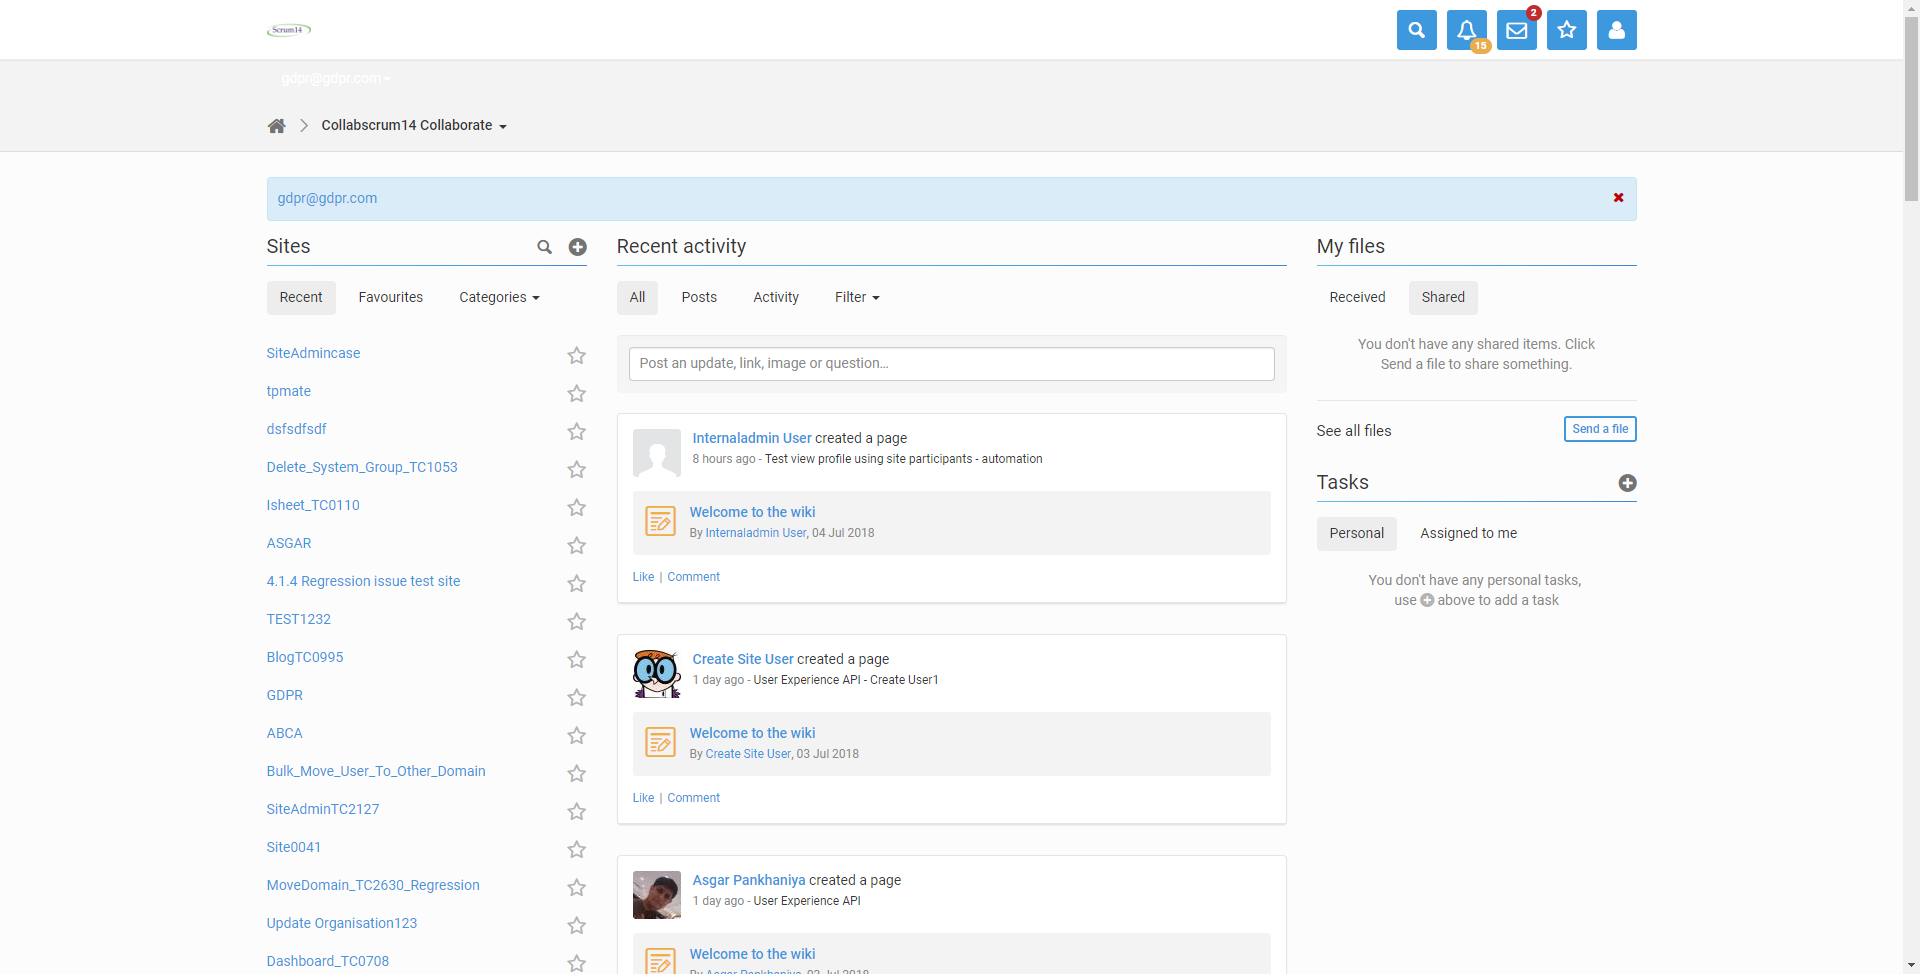 Scrum14
15
2
gdpr@gdpr.com
Collabscrum14 Collaborate
gdpr@gdpr.com
Sites
Recent
Favourites
Categories
SiteAdmincase
tpmate
dsfsdfsdf
Delete_System_Group_TC1053
Isheet_TC0110
ASGAR
4.1.4 Regression issue test site
TEST1232
BlogTC0995
GDPR
ABCA
Bulk_Move_User_To_Other_Domain
SiteAdminTC2127
Site0041
MoveDomain_TC2630_Regression
Update Organisation123
Dashboard_TC0708
Recent activity
All
Posts
Activity
Filter
Post an update, link, image or question...
Internaladmin User created a page
8 hours ago - Test view profile using site participants - automation
Welcome to the wiki
By Internaladmin User, 04 Jul 2018
Like | Comment
Create Site User created a page
1 day ago - User Experience API - Create User1
Welcome to the wiki
By Create Site User, 03 Jul 2018
Like | Comment
Asgar Pankhaniya created a page
1 day ago - User Experience API
Welcome to the wiki
By Asgar Pankhaniya, 03 Jul 2018
My files
Received
Shared
You don't have any shared items. Click
Send a file to share something.
See all files
Send a file
Tasks
Personal
Assigned to me
You don't have any personal tasks,
use above to add a task